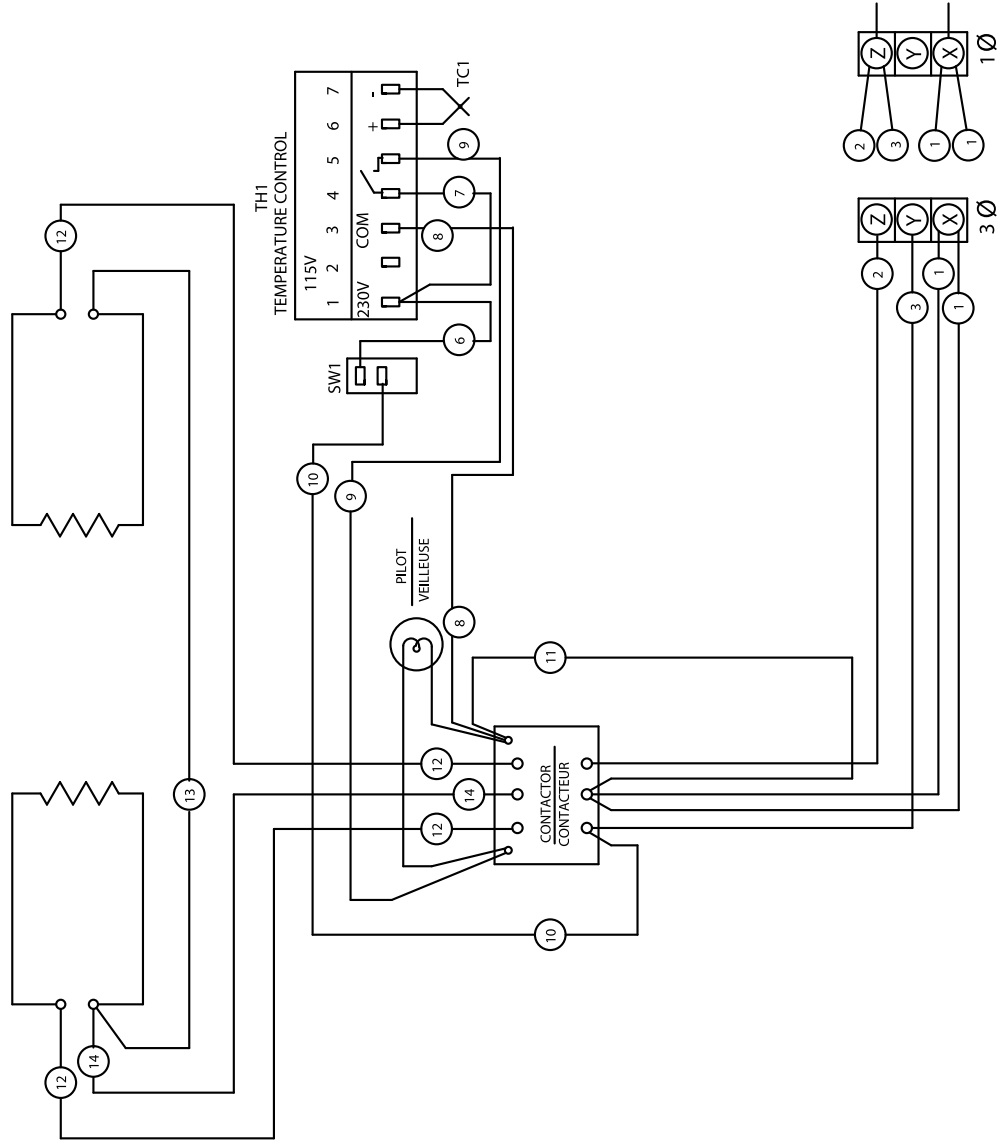 TH1
TEMPERATURE CONTROL
115V
1 2 3 4 5 6 7
230V COM + -
TC1
SW1
6
7
8
9
12
12
14
13
10
9
PILOT
VEILLEUSE
8
11
12
14
12
CONTACTOR
CONTACTEUR
10
Z Y X
1 Ø
2
3
1
1
Z Y X
3 Ø
2
3
1
1